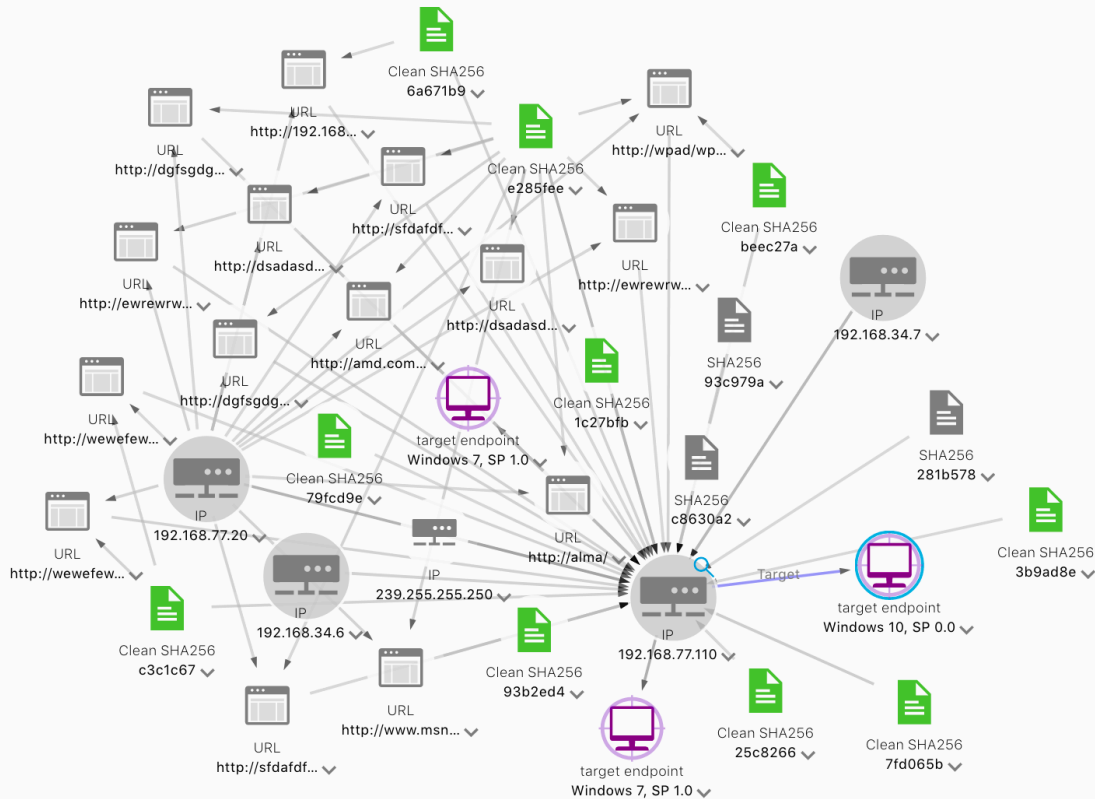 Clean SHA256
6a671b9
URL
http://192.168...
URL
http://dgfsgdg...
Clean SHA256
e285fee
URL
http://wpad/wp...
URL
http://sfdafdf...
Clean SHA256
beec27a
URL
http://dsadasd...
URL
http://ewrewrw...
URL
http://ewrewrw...
URL
http://dsadasd...
IP
192.168.34.7
URL
http://amd.com...
URL
http://dgfsgdg...
SHA256
93c979a
Clean SHA256
1c27bfb
URL
http://wewefew...
target endpoint
Windows 7, SP 1.0
SHA256
281b578
Clean SHA256
79fcd9e
SHA256
c8630a2
IP
192.168.77.20
URL
http://alma/
URL
http://wewefew...
Clean SHA256
3b9ad8e
IP
239.255.255.250
Target
target endpoint
Windows 10, SP 0.0
IP
192.168.34.6
IP
192.168.77.110
Clean SHA256
c3c1c67
Clean SHA256
93b2ed4
URL
http://www.msn...
Clean SHA256
25c8266
Clean SHA256
7fd065b
URL
http://sfdafdf...
target endpoint
Windows 7, SP 1.0